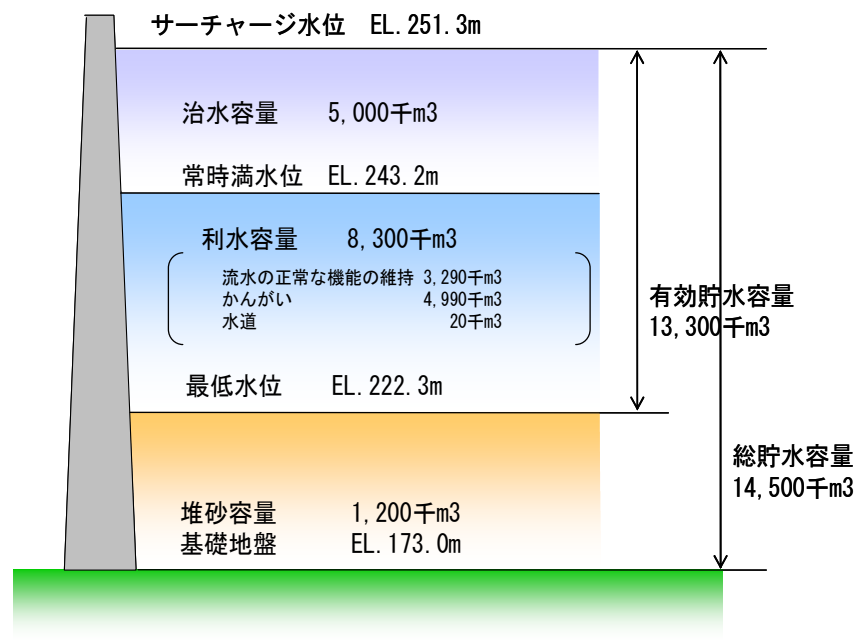 サーチャージ水位 EL.251.3m
治水容量 5,000千m3
常時満水位 EL.243.2m
利水容量 8,300千m3
流水の正常な機能の維持 3,290千m3
かんがい 4,990千m3
水道 20千m3
有効貯水容量
13,300千m3
最低水位 EL.222.3m
総貯水容量
14,500千m3
堆砂容量 1,200千m3
基礎地盤 EL.173.0m